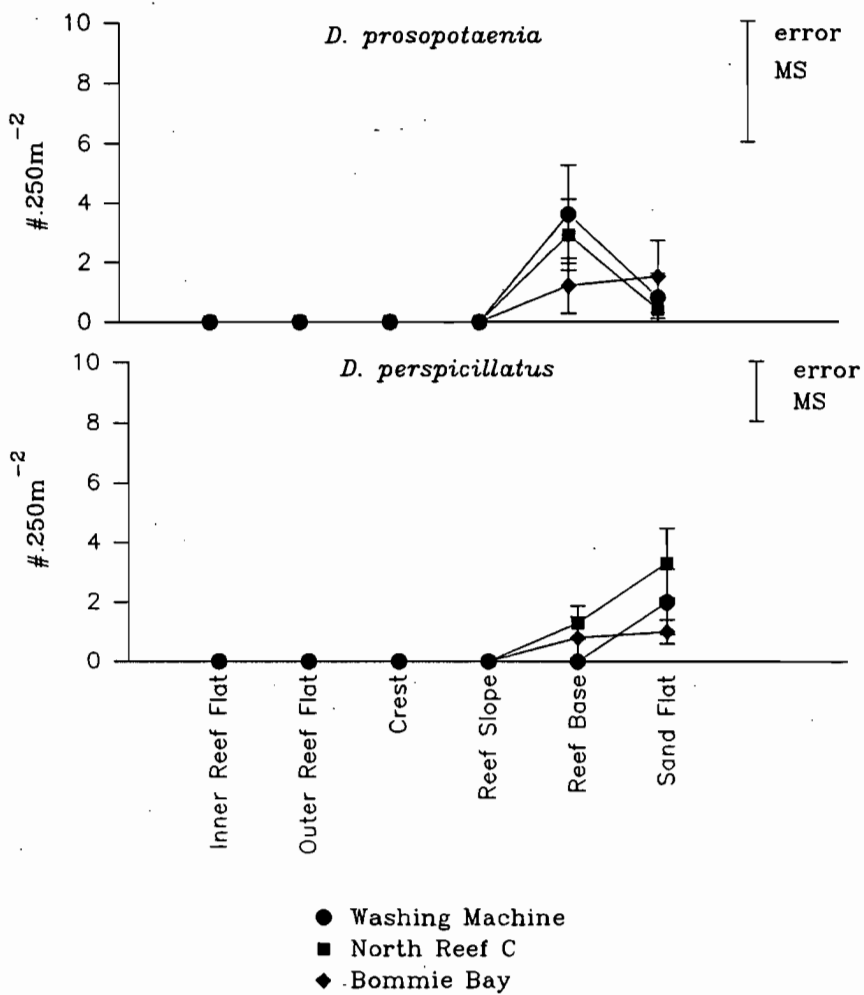 D. prosopotaenia
error
MS
10
8
6
4
2
0
#.250m⁻²
D. perspicillatus
error
MS
10
8
6
4
2
0
#.250m⁻²
Inner Reef Flat
Outer Reef Flat
Crest
Reef Slope
Reef Base
Sand Flat
Washing Machine
North Reef C
Bommie Bay